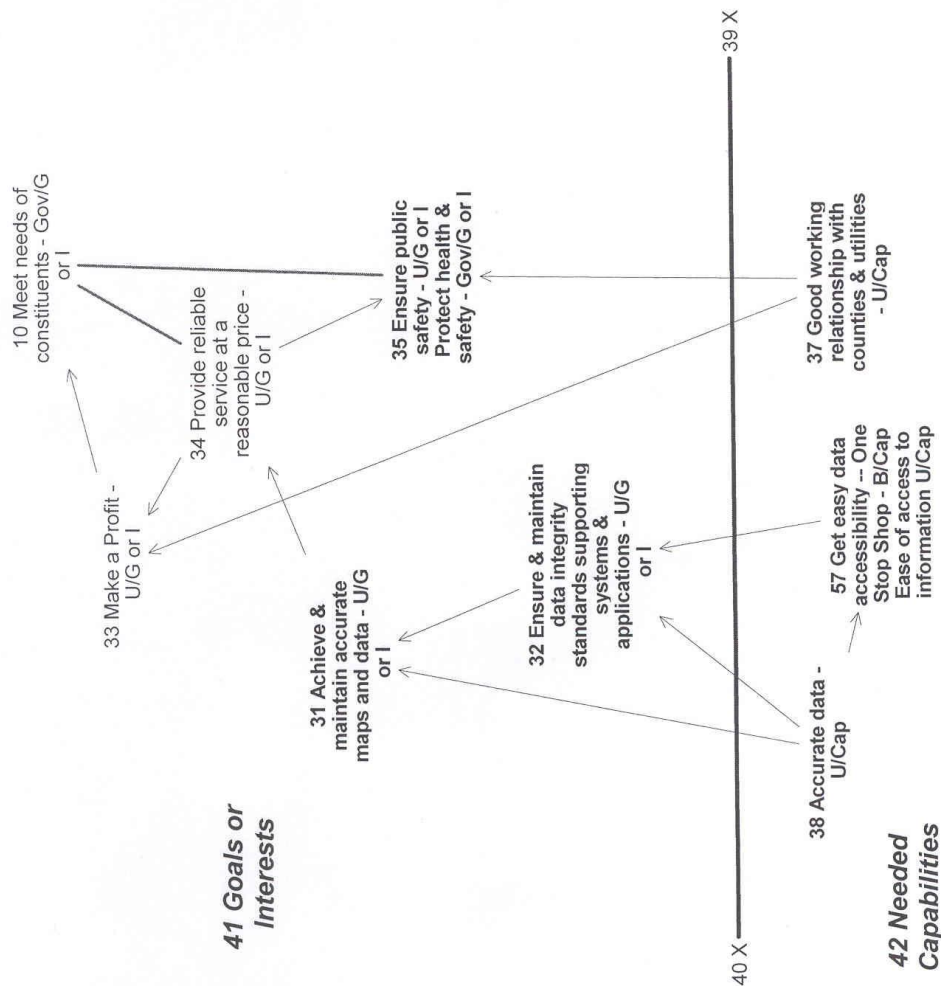 10 Meet needs of
constituents - Gov/G
or I
33 Make a Profit -
U/G or I
34 Provide reliable
service at a
reasonable price -
U/G or I
41 Goals or
Interests
31 Achieve &
maintain accurate
maps and data - U/G
or I
35 Ensure public
safety - U/G or I
Protect health &
safety - Gov/G or I
32 Ensure & maintain
data integrity
standards supporting
systems &
applications - U/G
or I
40 X
39 X
38 Accurate data -
U/Cap
57 Get easy data
accessibility -- One
Stop Shop - B/Cap
Ease of access to
information U/Cap
37 Good working
relationship with
counties & utilities
- U/Cap
42 Needed
Capabilities